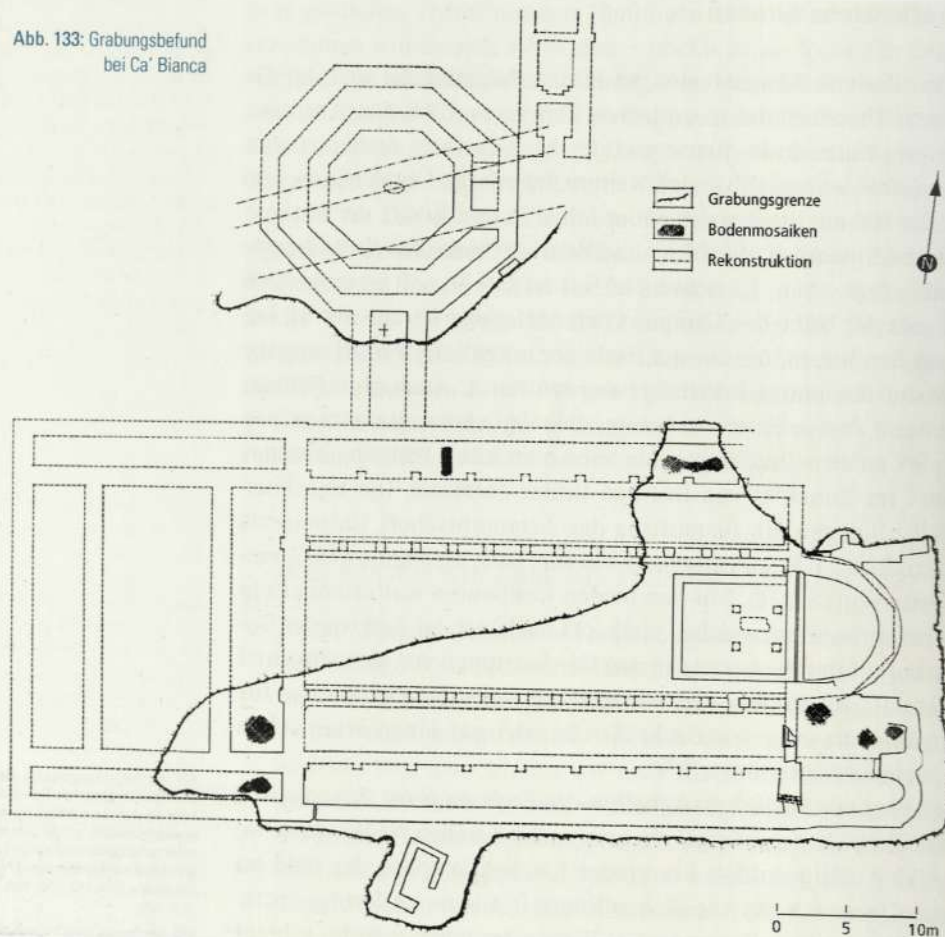 Abb. 133: Grabungsbefund
bei Ca' Bianca
Grabungsgrenze
Bodenmosaiken
Rekonstruktion
N
0 5 10m